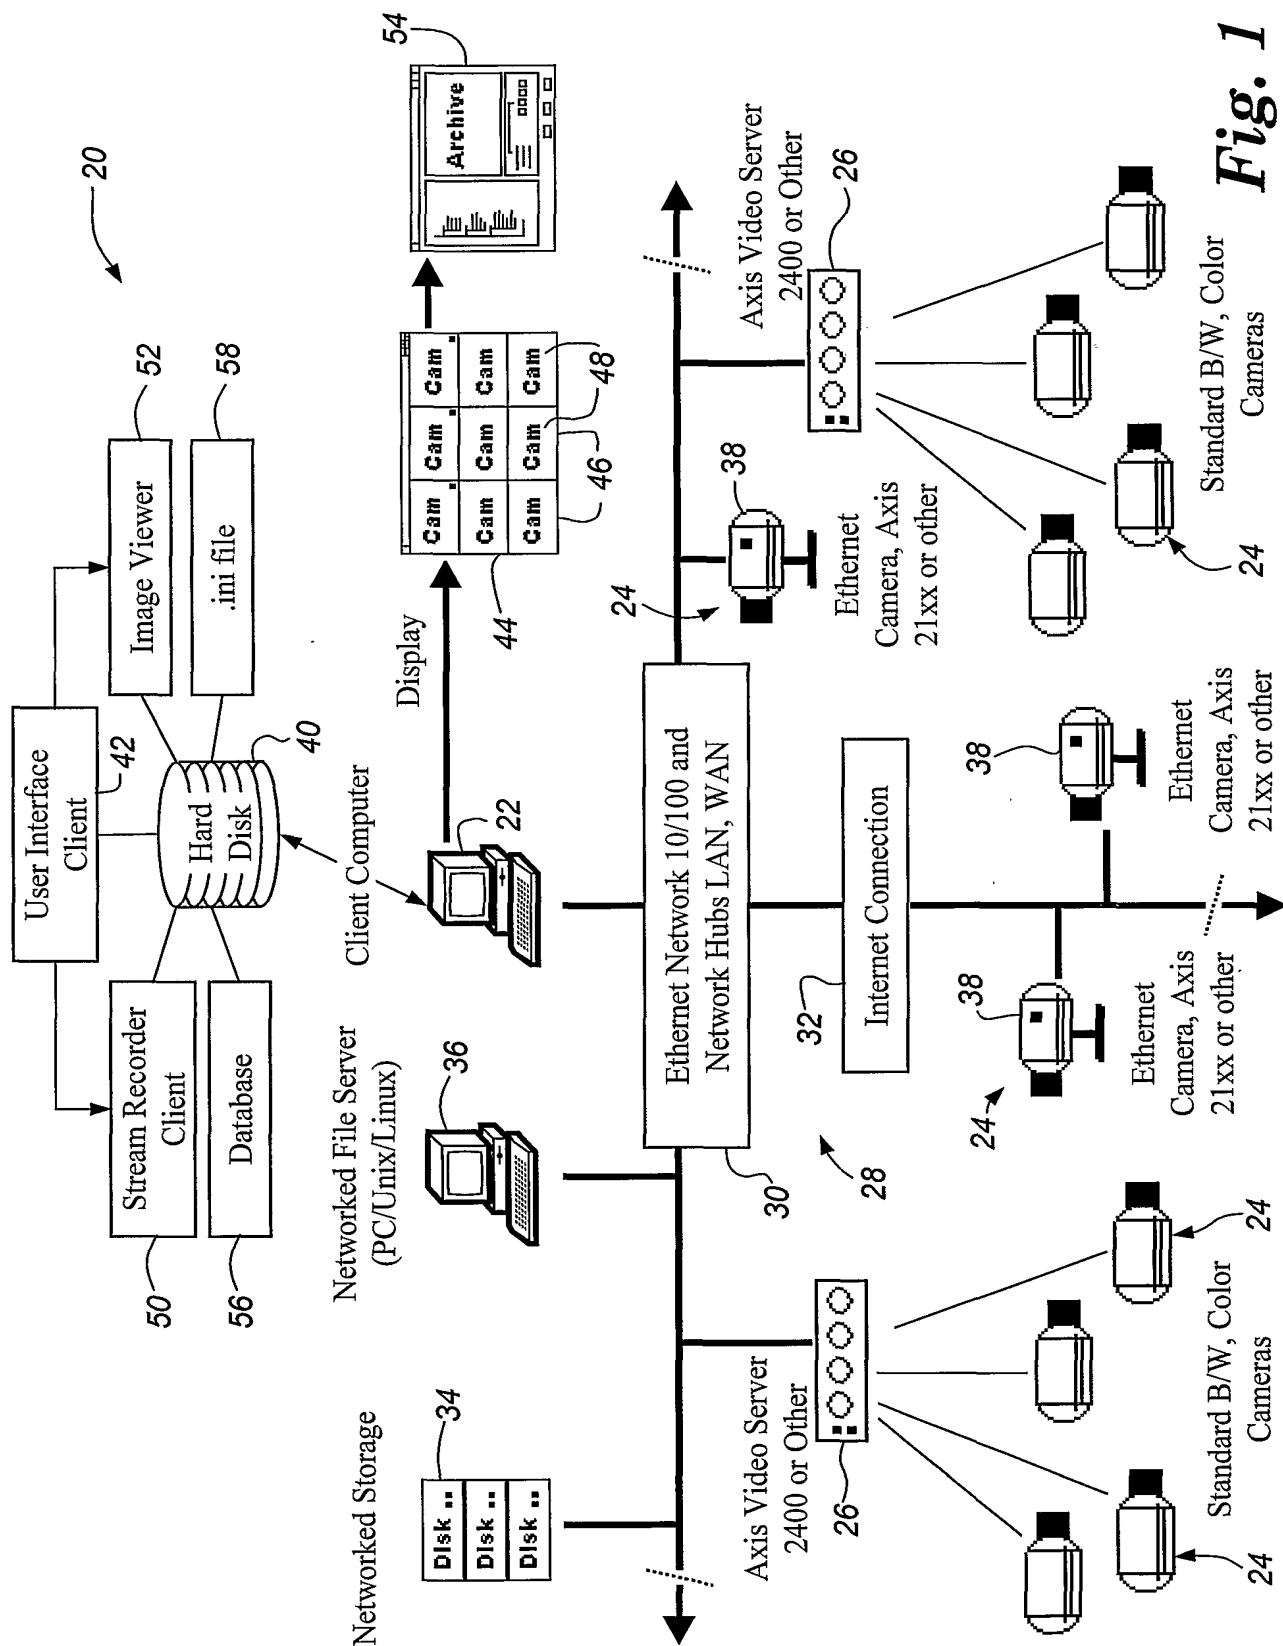 20
User Interface
Client
42
Stream Recorder
Client
50
Database
56
Hard
Disk
40
Image Viewer
52
.ini file
58
Networked Storage
Disk
Disk
Disk
34
Networked File Server
(PC/Unix/Linux)
36
Client Computer
22
Display
Cam
Cam
Cam
Cam
Cam
Cam
Cam
Cam
Cam
44
46
48
Archive
54
Ethernet Network 10/100 and
Network Hubs LAN, WAN
30
28
Internet Connection
32
Axis Video Server
2400 or Other
26
Standard B/W, Color
Cameras
24
24
38
24
Ethernet
Camera, Axis
21xx or other
38
Ethernet
Camera, Axis
21xx or other
24
38
Ethernet
Camera, Axis
21xx or other
Axis Video Server
2400 or Other
26
24
Standard B/W, Color
Cameras
Fig. 1